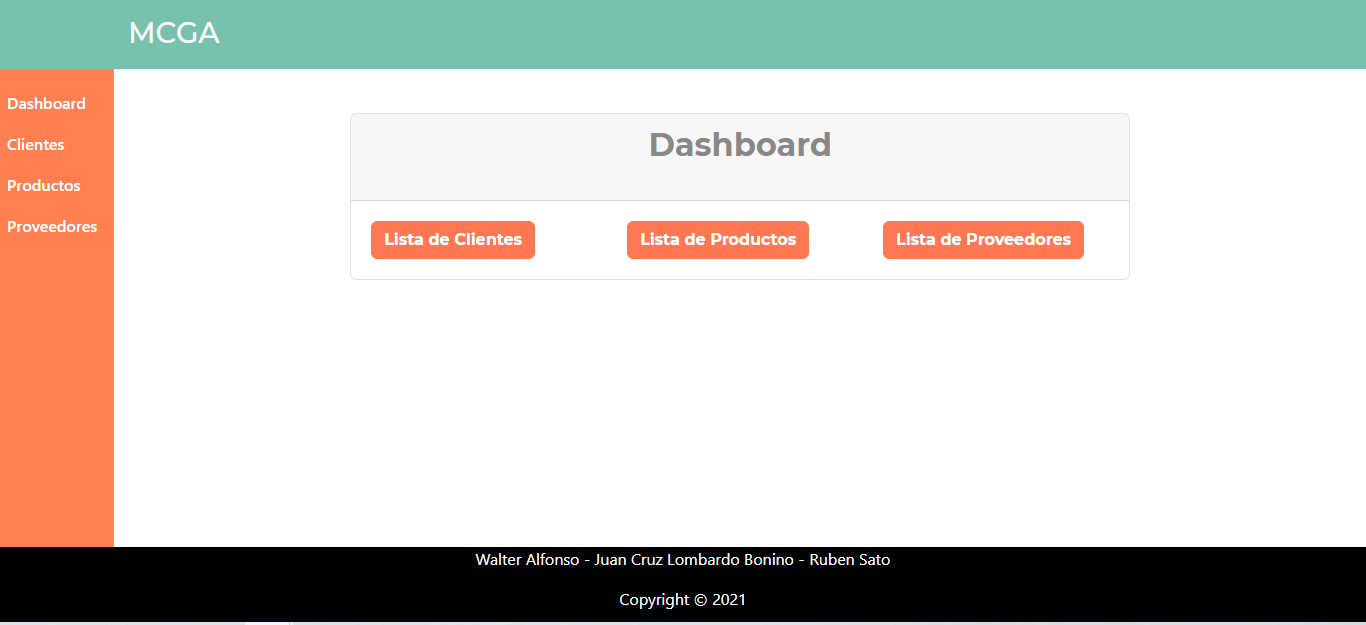 MCGA
Dashboard
Clientes
Productos
Proveedores
Dashboard
Lista de Clientes
Lista de Productos
Lista de Proveedores
Walter Alfonso - Juan Cruz Lombardo Bonino - Ruben Sato
Copyright © 2021